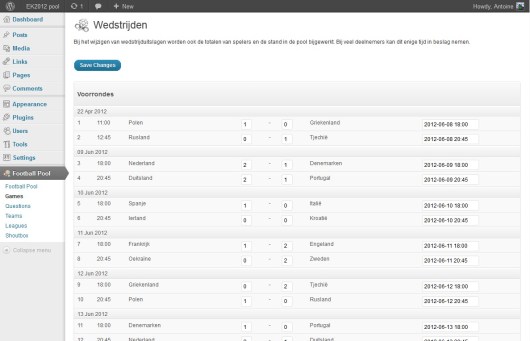 EK2012 pool
1
+ New
Howdy, Antoine
Dashboard
Posts
Media
Links
Pages
Comments
Appearance
Plugins
Users
Tools
Settings
Football Pool
Football Pool
Games
Questions
Teams
Leagues
Shoutbox
Collapse menu
Wedstrijden
Bij het wijzigen van wedstrijduitslagen worden ook de totalen van spelers en de stand in de pool bijgewerkt. Bij veel deelnemers kan dit enige tijd in beslag nemen.
Save Changes
Voorrondes
22 Apr 2012
1 11:00 Polen 1 - 0 Griekenland 2012-06-08 18:00
2 12:45 Rusland 0 - 1 Tjechië 2012-06-08 20:45
09 Jun 2012
3 18:00 Nederland 2 - 1 Denemarken 2012-06-09 18:00
4 20:45 Duitsland 2 - 1 Portugal 2012-06-09 20:45
10 Jun 2012
5 18:00 Spanje 1 - 0 Italië 2012-06-10 18:00
6 20:45 Ierland 0 - 0 Kroatië 2012-06-10 20:45
11 Jun 2012
7 18:00 Frankrijk 1 - 2 Engeland 2012-06-11 18:00
8 20:45 Oekraïne 0 - 2 Zweden 2012-06-11 20:45
12 Jun 2012
9 18:00 Griekenland 0 - 2 Tjechië 2012-06-12 18:00
10 20:45 Polen 1 - 0 Rusland 2012-06-12 20:45
13 Jun 2012
11 18:00 Denemarken 1 - 0 Portugal 2012-06-13 18:00
12 20:45 Nederland Duitsland